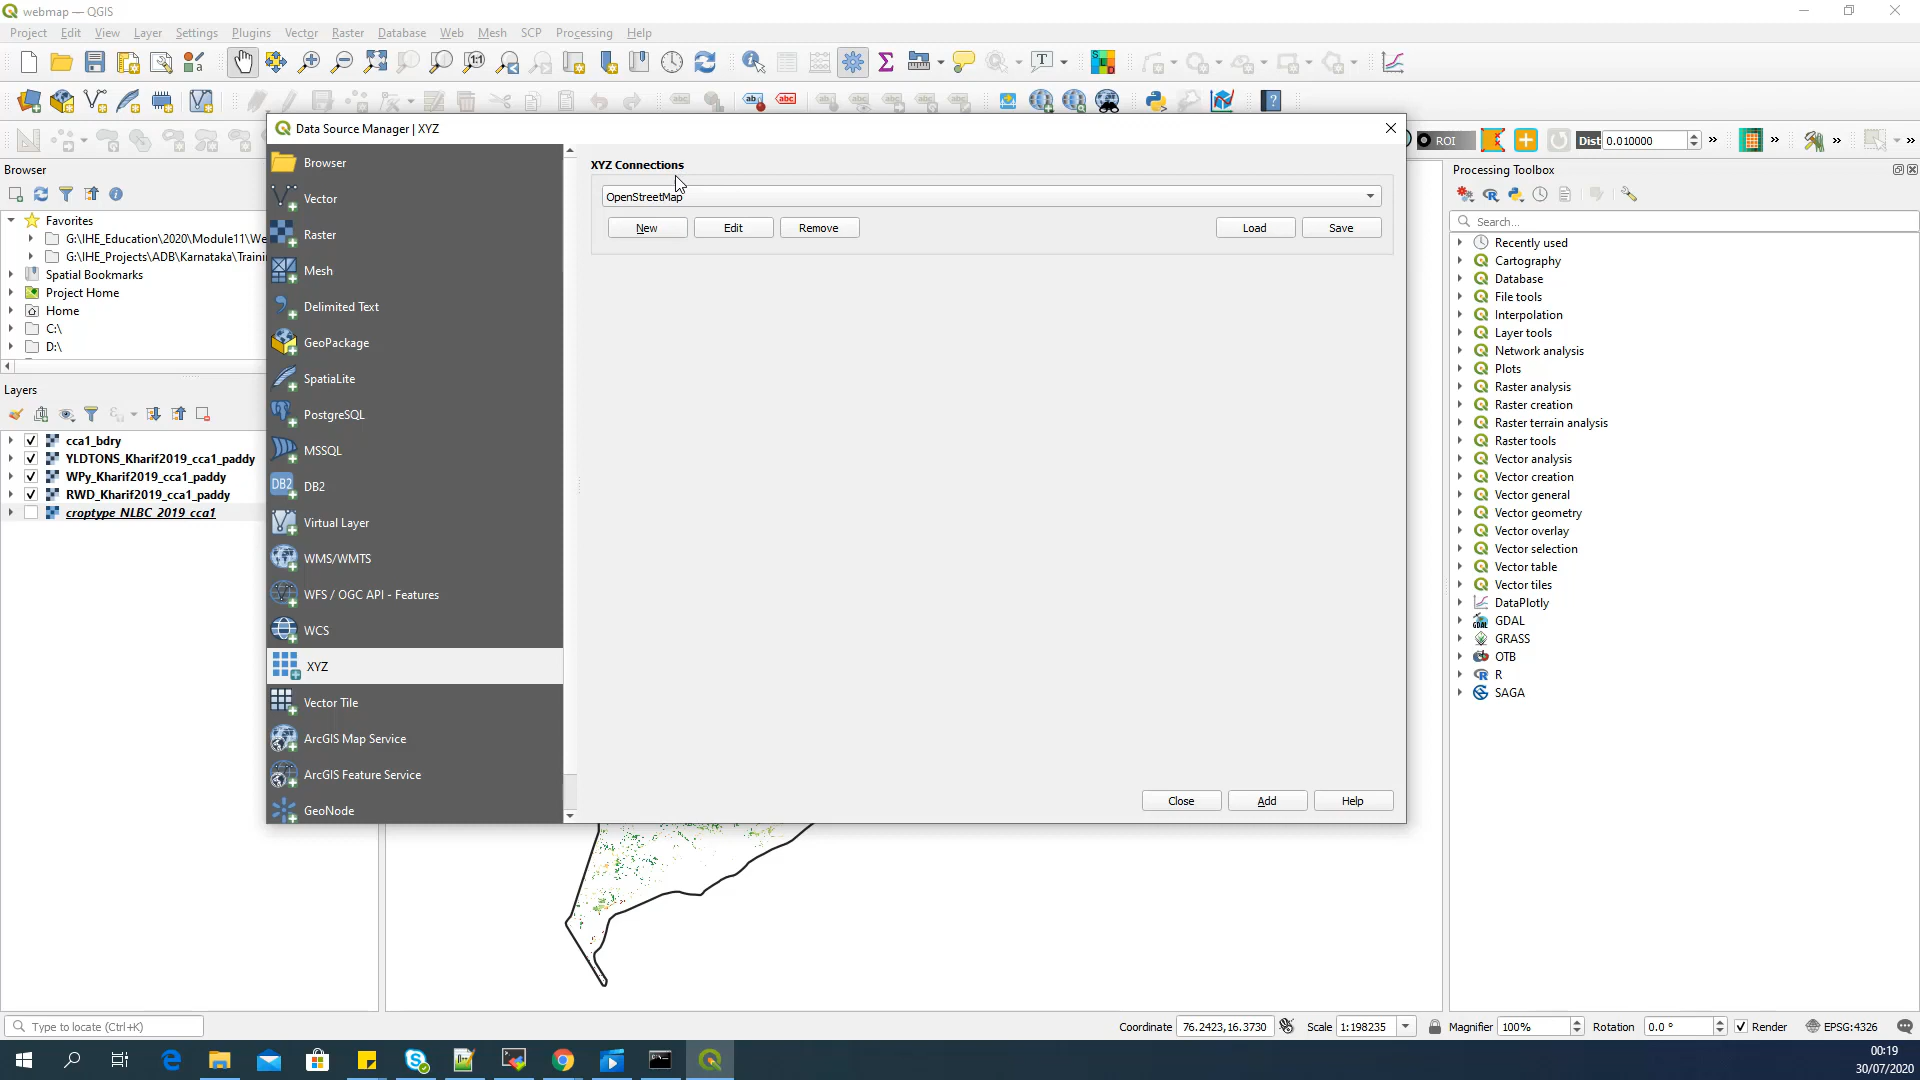 webmap — QGIS
Project Edit View Layer Settings Plugins Vector Raster Database Web Mesh SCP Processing Help
Data Source Manager | XYZ
ROI
Dist 0.010000
Browser
Favorites
G:\IHE_Education\2020\Module11\We
G:\IHE_Projects\ADB\Karnataka\Traini
Spatial Bookmarks
Project Home
Home
C:\
D:\
Layers
cca1_bdry
YLDTONS_Kharif2019_cca1_paddy
WPy_Kharif2019_cca1_paddy
RWD_Kharif2019_cca1_paddy
croptype_NLBC_2019_cca1
Browser
Vector
Raster
Mesh
Delimited Text
GeoPackage
SpatiaLite
PostgreSQL
MSSQL
DB2
Virtual Layer
WMS/WMTS
WFS / OGC API - Features
WCS
XYZ
Vector Tile
ArcGIS Map Service
ArcGIS Feature Service
GeoNode
XYZ Connections
OpenStreetMap
New Edit Remove Load Save
Close Add Help
Processing Toolbox
Search...
Recently used
Cartography
Database
File tools
Interpolation
Layer tools
Network analysis
Plots
Raster analysis
Raster creation
Raster terrain analysis
Raster tools
Vector analysis
Vector creation
Vector general
Vector geometry
Vector overlay
Vector selection
Vector table
Vector tiles
DataPlotly
GDAL
GRASS
OTB
R
SAGA
Type to locate (Ctrl+K)
Coordinate 76.2423,16.3730 Scale 1:198235 Magnifier 100% Rotation 0.0 ° Render EPSG:4326
00:19
30/07/2020